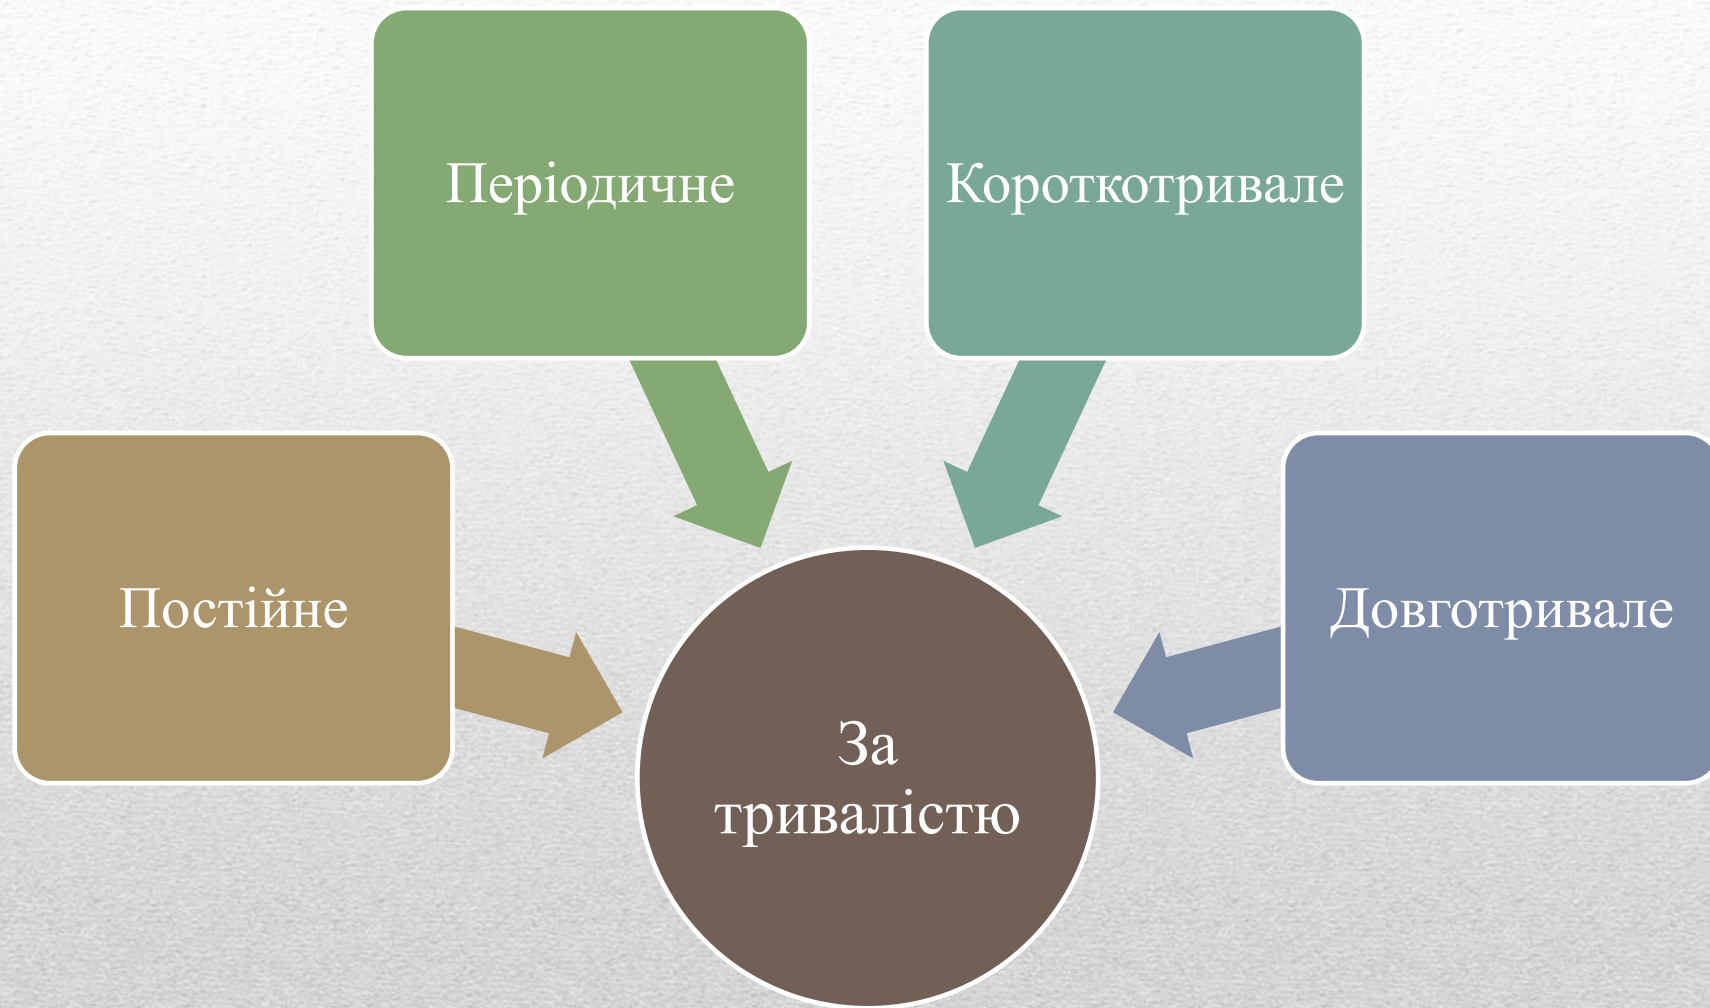 Періодичне
Короткотривале
Постійне
Довготривале
За
тривалістю